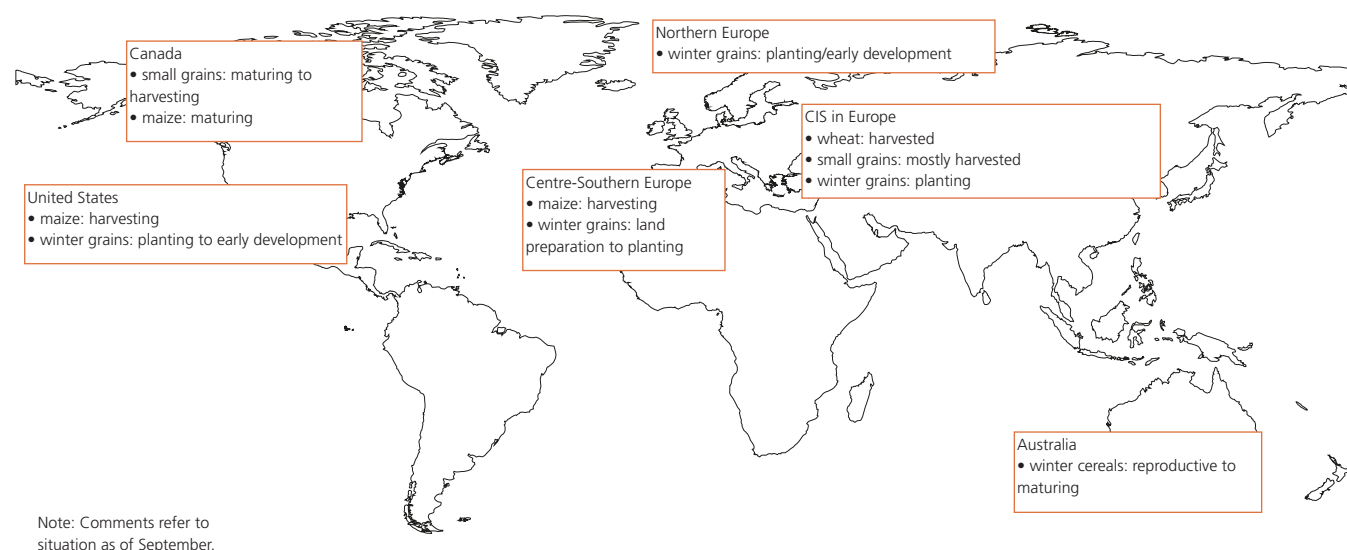 Canada
• small grains: maturing to
harvesting
• maize: maturing
Northern Europe
• winter grains: planting/early development
CIS in Europe
• wheat: harvested
• small grains: mostly harvested
• winter grains: planting
United States
• maize: harvesting
• winter grains: planting to early development
Centre-Southern Europe
• maize: harvesting
• winter grains: land
preparation to planting
Australia
• winter cereals: reproductive to
maturing
Note: Comments refer to
situation as of September.